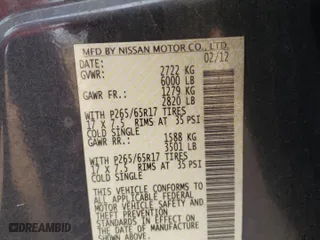 MFD BY NISSAN MOTOR CO., LTD.
DATE: 02/12
GVWR: 2722 KG
6000 LB
GAWR FR.: 1279 KG
2820 LB
WITH P265/65R17 TIRES
17 X 7.5 RIMS AT 35 PSI
COLD SINGLE
GAWR RR.: 1588 KG
3501 LB
WITH P265/65R17 TIRES
17 X 7.5 RIMS AT 35 PSI
COLD SINGLE
THIS VEHICLE CONFORMS
TO ALL APPLICABLE FEDERAL
MOTOR VEHICLE SAFETY AND
THEFT PREVENTION
STANDARDS IN EFFECT ON
THE DATE OF MANUFACTURE
SHOWN ABOVE.
DREAMBID